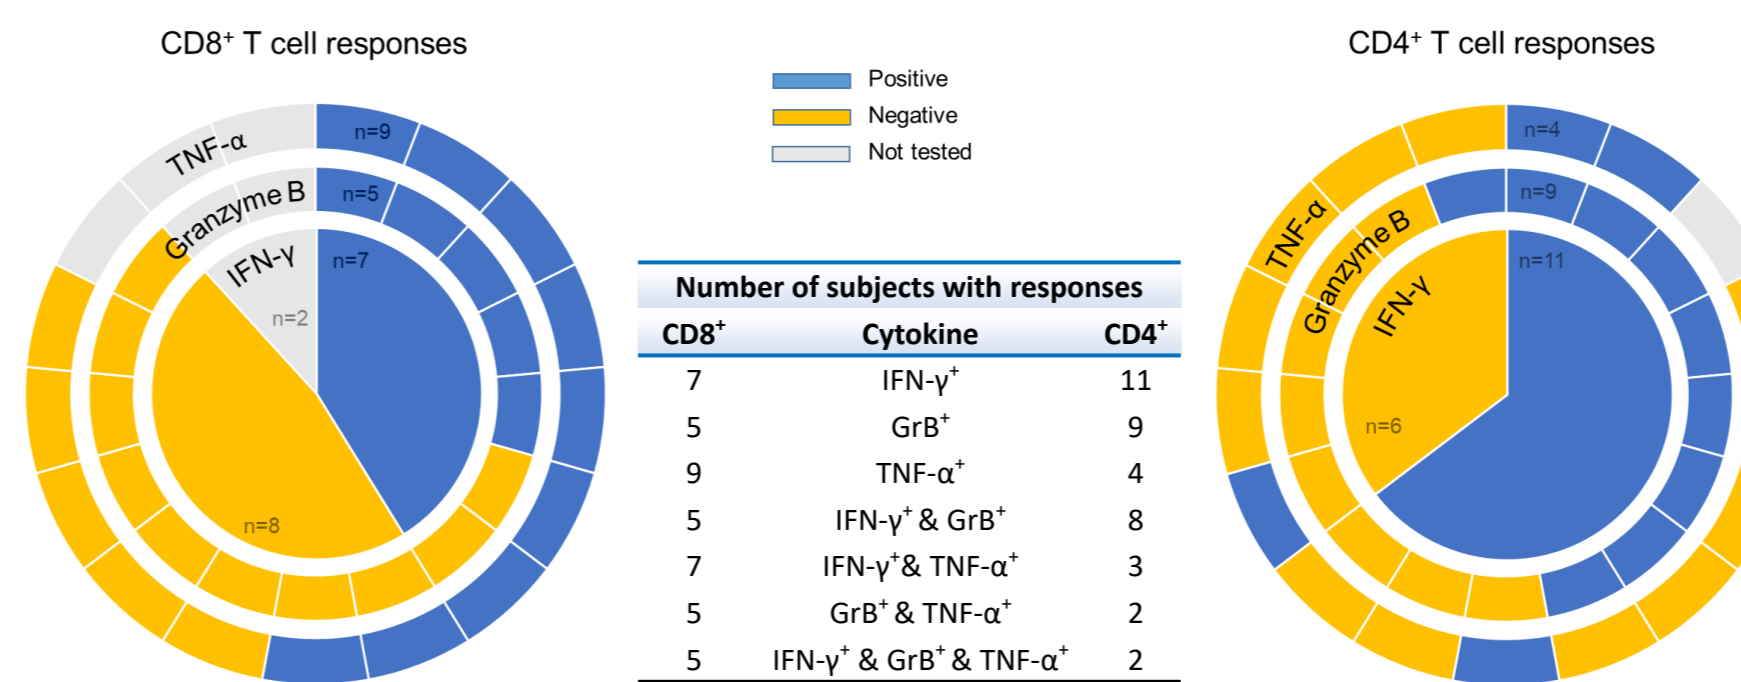 CD8⁺ T cell responses
TNF-α
Granzyme B
IFN-γ
n=9
n=5
n=7
n=2
n=8
Positive
Negative
Not tested
Number of subjects with responses
CD8⁺ Cytokine CD4⁺
7 IFN-γ⁺ 11
5 GrB⁺ 9
9 TNF-α⁺ 4
5 IFN-γ⁺ & GrB⁺ 8
7 IFN-γ⁺& TNF-α⁺ 3
5 GrB⁺ & TNF-α⁺ 2
5 IFN-γ⁺ & GrB⁺ & TNF-α⁺ 2
CD4⁺ T cell responses
TNF-α
Granzyme B
IFN-γ
n=4
n=9
n=11
n=6